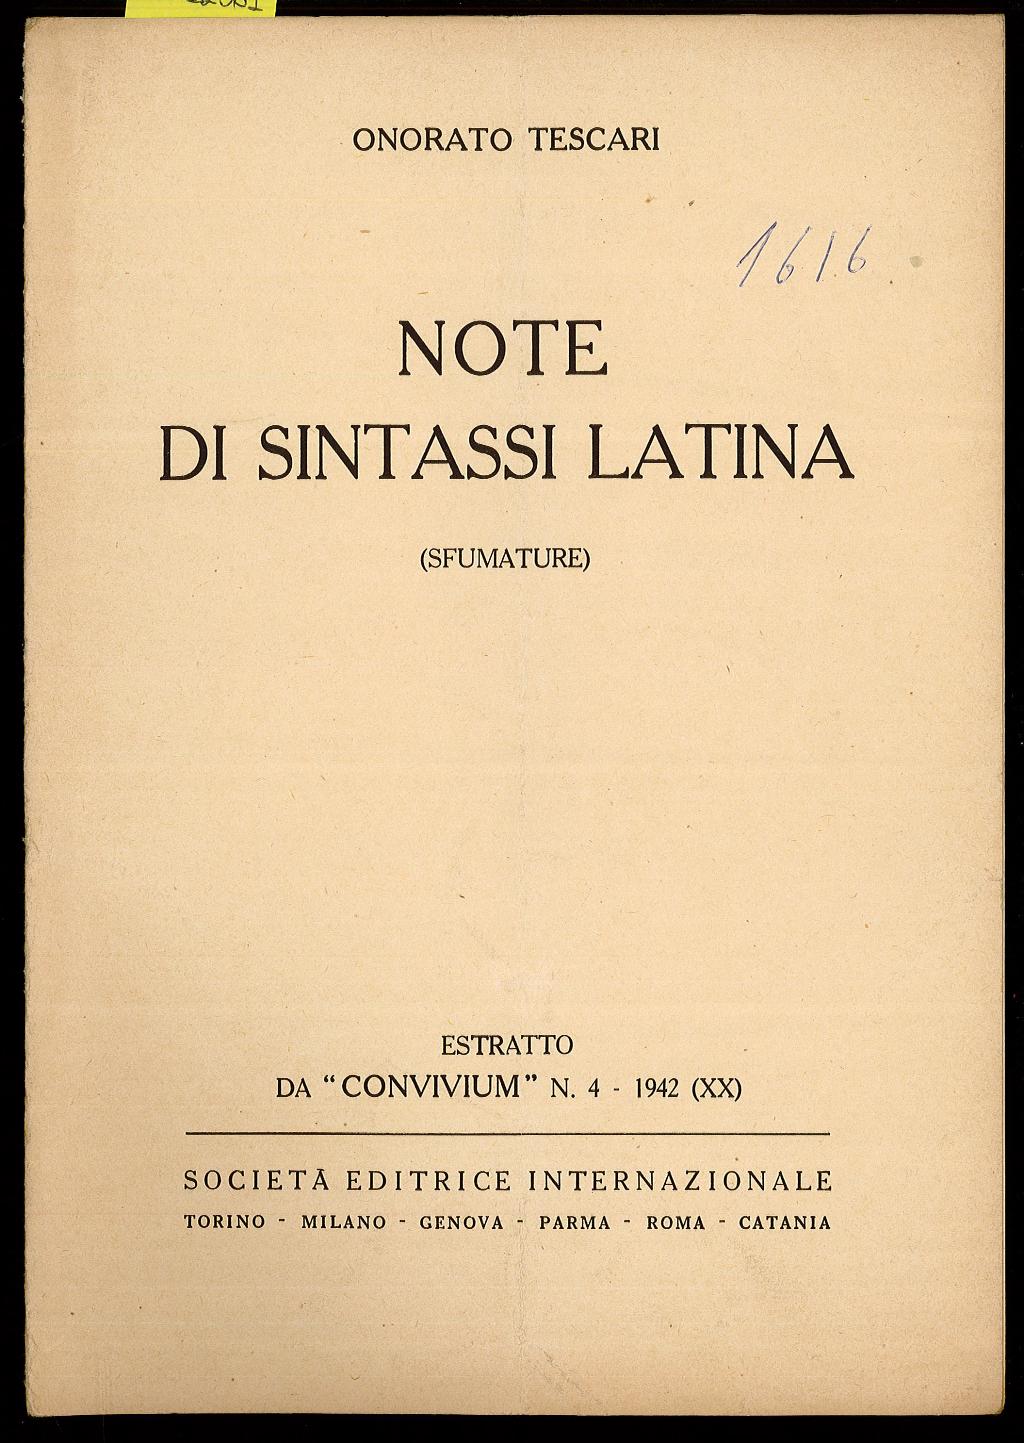 ONORATO TESCARI
1616
NOTE
DI SINTASSI LATINA
(SFUMATURE)
ESTRATTO
DA “CONVIVIUM” N. 4 - 1942 (XX)
SOCIETÀ EDITRICE INTERNAZIONALE
TORINO - MILANO - GENOVA - PARMA - ROMA - CATANIA